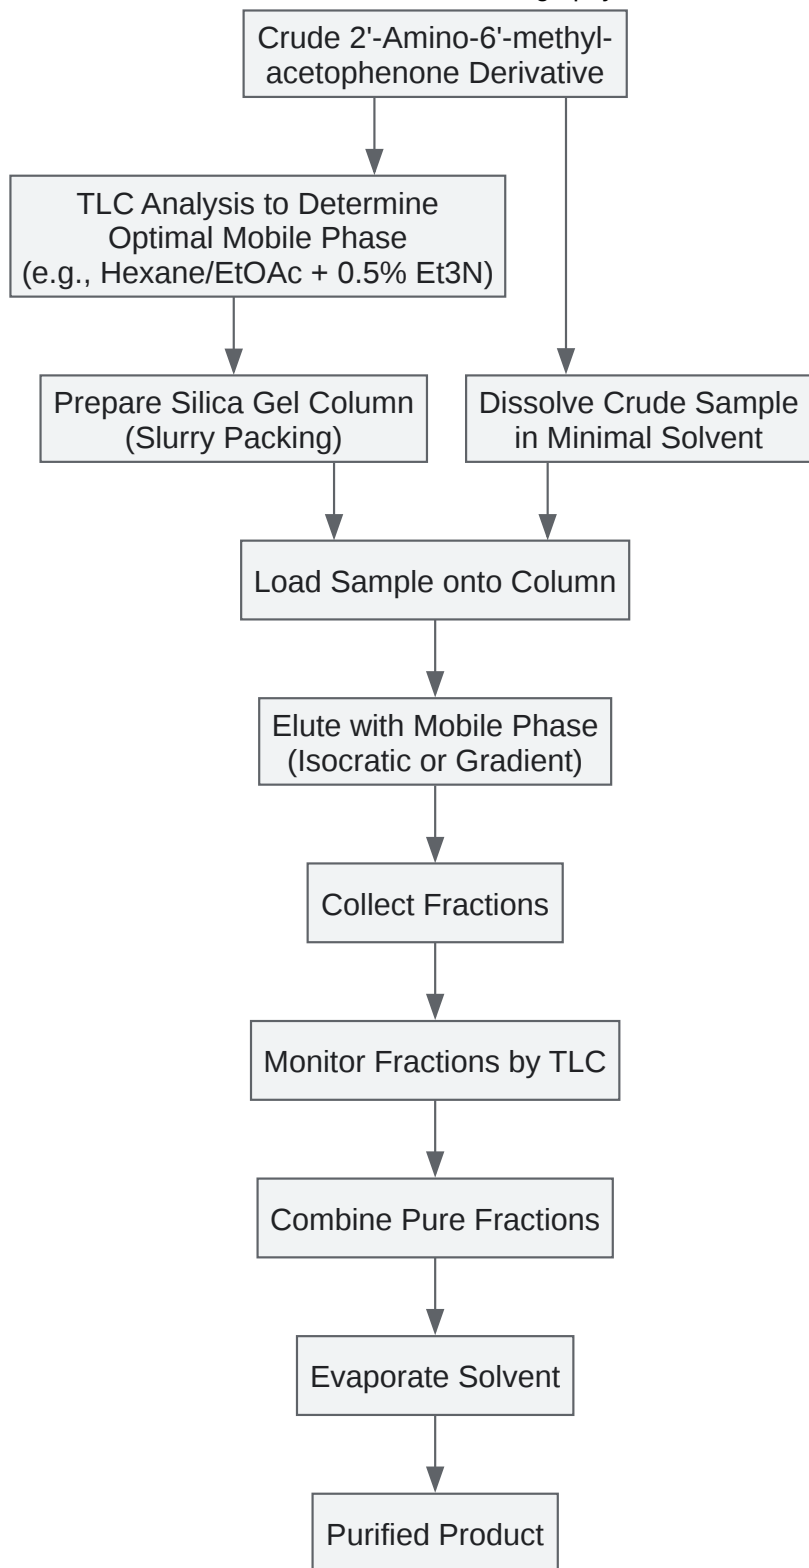 Crude 2'-Amino-6'-methyl-
acetophenone Derivative
TLC Analysis to Determine
Optimal Mobile Phase
(e.g., Hexane/EtOAc + 0.5% Et3N)
Prepare Silica Gel Column
(Slurry Packing)
Dissolve Crude Sample
in Minimal Solvent
Load Sample onto Column
Elute with Mobile Phase
(Isocratic or Gradient)
Collect Fractions
Monitor Fractions by TLC
Combine Pure Fractions
Evaporate Solvent
Purified Product